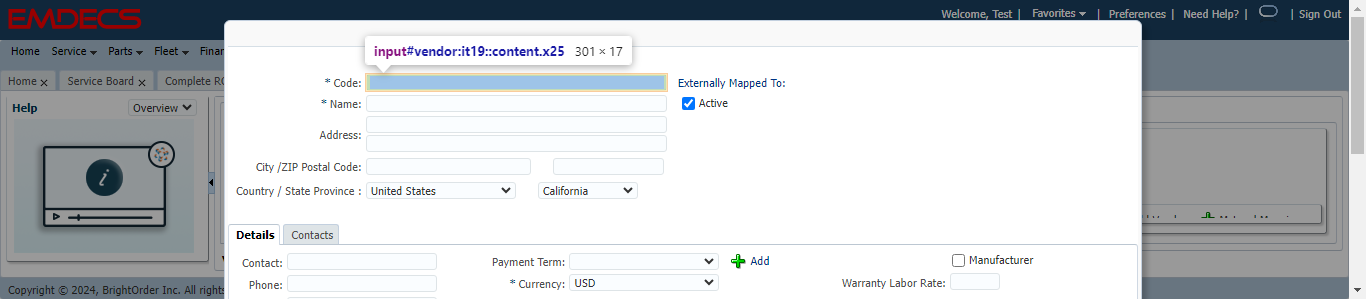 EMDECS
Welcome, Test | Favorites | Preferences | Need Help? | | Sign Out
Home Service Parts Fleet Finan
Home Service Board Complete RO
input#vendor:it19::content.x25 301 × 17
* Code: Externally Mapped To:
* Name: Active
Address:
City /ZIP Postal Code:
Country / State Province : United States California
Help Overview
i
Details Contacts
Contact: Payment Term: Add Manufacturer
Phone: * Currency: USD Warranty Labor Rate:
Copyright © 2024, BrightOrder Inc. All rights